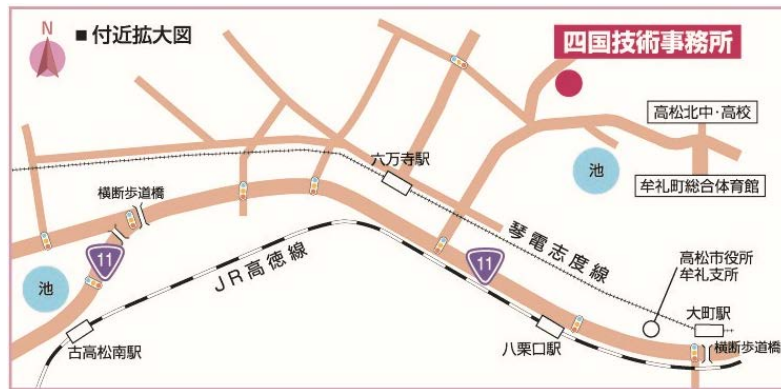 N
■付近拡大図
四国技術事務所
高松北中・高校
六万寺駅
池
牟礼町総合体育館
横断歩道橋
11
琴電志度線
11
高松市役所
牟礼支所
JR高徳線
池
大町駅
古高松南駅
八栗口駅
横断歩道橋